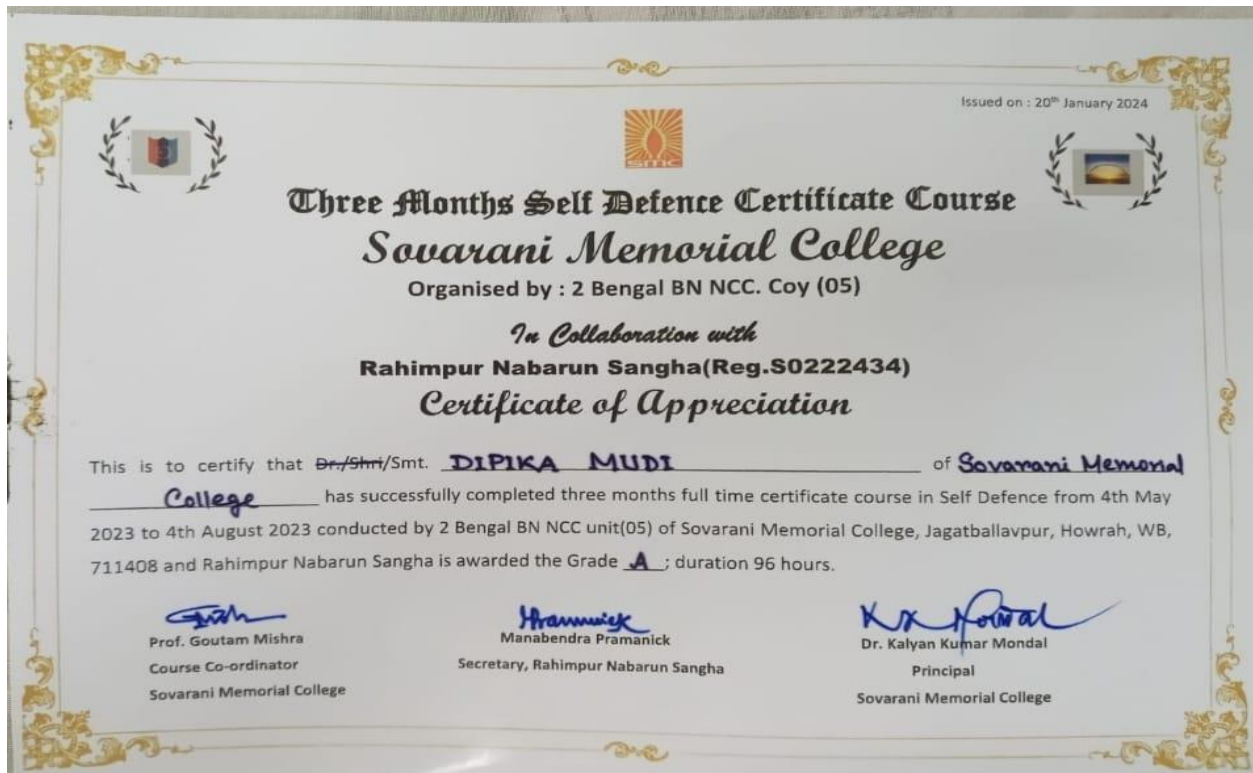 Issued on : 20th January 2024
SMC
Three Months Self Defence Certificate Course
Sovarani Memorial College
Organised by : 2 Bengal BN NCC. Coy (05)
In Collaboration with
Rahimpur Nabarun Sangha(Reg.S0222434)
Certificate of Appreciation
This is to certify that Dr./Shri/Smt. DIPIKA MUDI of Sovarani Memorial
College has successfully completed three months full time certificate course in Self Defence from 4th May
2023 to 4th August 2023 conducted by 2 Bengal BN NCC unit(05) of Sovarani Memorial College, Jagatballavpur, Howrah, WB,
711408 and Rahimpur Nabarun Sangha is awarded the Grade A ; duration 96 hours.
Prof. Goutam Mishra
Course Co-ordinator
Sovarani Memorial College
Manabendra Pramanick
Secretary, Rahimpur Nabarun Sangha
K K Mondal
Dr. Kalyan Kumar Mondal
Principal
Sovarani Memorial College